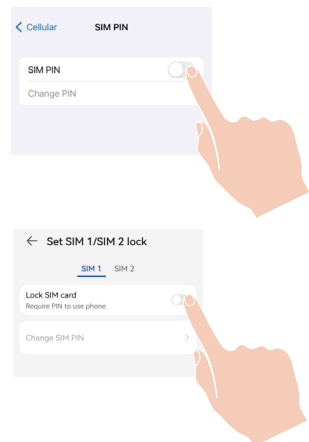 Cellular SIM PIN
SIM PIN
Change PIN
Set SIM 1/SIM 2 lock
SIM 1 SIM 2
Lock SIM card
Require PIN to use phone.
Change SIM PIN